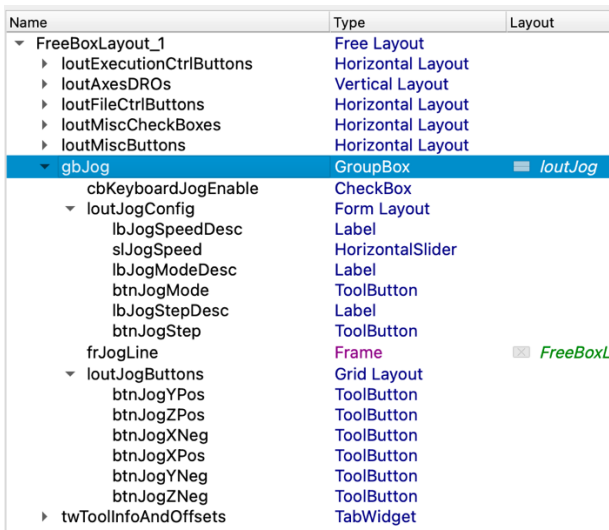 Name Type Layout
FreeBoxLayout_1 Free Layout
loutExecutionCtrlButtons Horizontal Layout
loutAxesDROs Vertical Layout
loutFileCtrlButtons Horizontal Layout
loutMiscCheckBoxes Horizontal Layout
loutMiscButtons Horizontal Layout
gbJog GroupBox loutJog
cbKeyboardJogEnable CheckBox
loutJogConfig Form Layout
lbJogSpeedDesc Label
slJogSpeed HorizontalSlider
lbJogModeDesc Label
btnJogMode ToolButton
lbJogStepDesc Label
btnJogStep ToolButton
frJogLine Frame FreeBoxL
loutJogButtons Grid Layout
btnJogYPos ToolButton
btnJogZPos ToolButton
btnJogXNeg ToolButton
btnJogXPos ToolButton
btnJogYNeg ToolButton
btnJogZNeg ToolButton
twToolInfoAndOffsets TabWidget